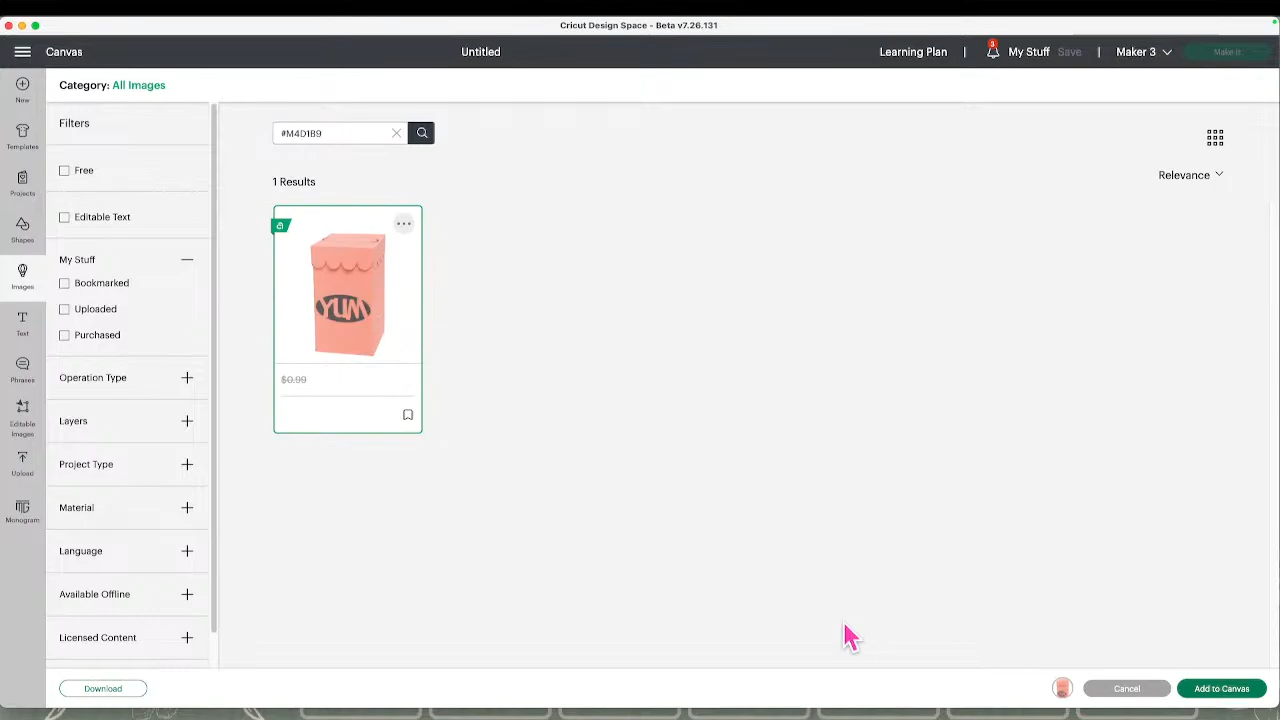 Cricut Design Space - Beta v7.26.131
Canvas
Untitled
Learning Plan | 3 My Stuff Save | Maker 3 Make It
Category: All Images
New
Templates
Projects
Shapes
Images
Text
Phrases
Editable
Images
Upload
Monogram
Filters
Free
Editable Text
My Stuff
Bookmarked
Uploaded
Purchased
Operation Type
Layers
Project Type
Material
Language
Available Offline
Licensed Content
#M4D1B9
1 Results
Relevance
a
YUM
$0.99
Download
Cancel
Add to Canvas